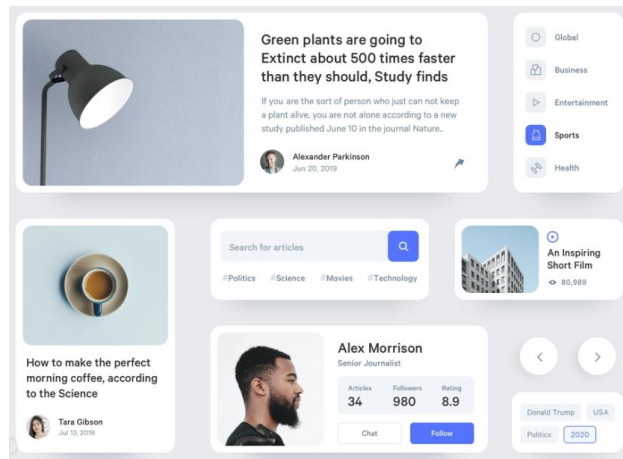 Green plants are going to
Extinct about 500 times faster
than they should, Study finds
If you are the sort of person who just can not keep
a plant alive, you are not alone according to a new
study published June 10 in the journal Nature..
Alexander Parkinson
Jun 20, 2019
Global
Business
Entertainment
Sports
Health
How to make the perfect
morning coffee, according
to the Science
Tara Gibson
Jul 13, 2019
Search for articles
#Politics #Science #Movies #Technology
An Inspiring
Short Film
80,989
Alex Morrison
Senior Journalist
Articles Followers Rating
34 980 8.9
Chat Follow
Donald Trump USA
Politics 2020